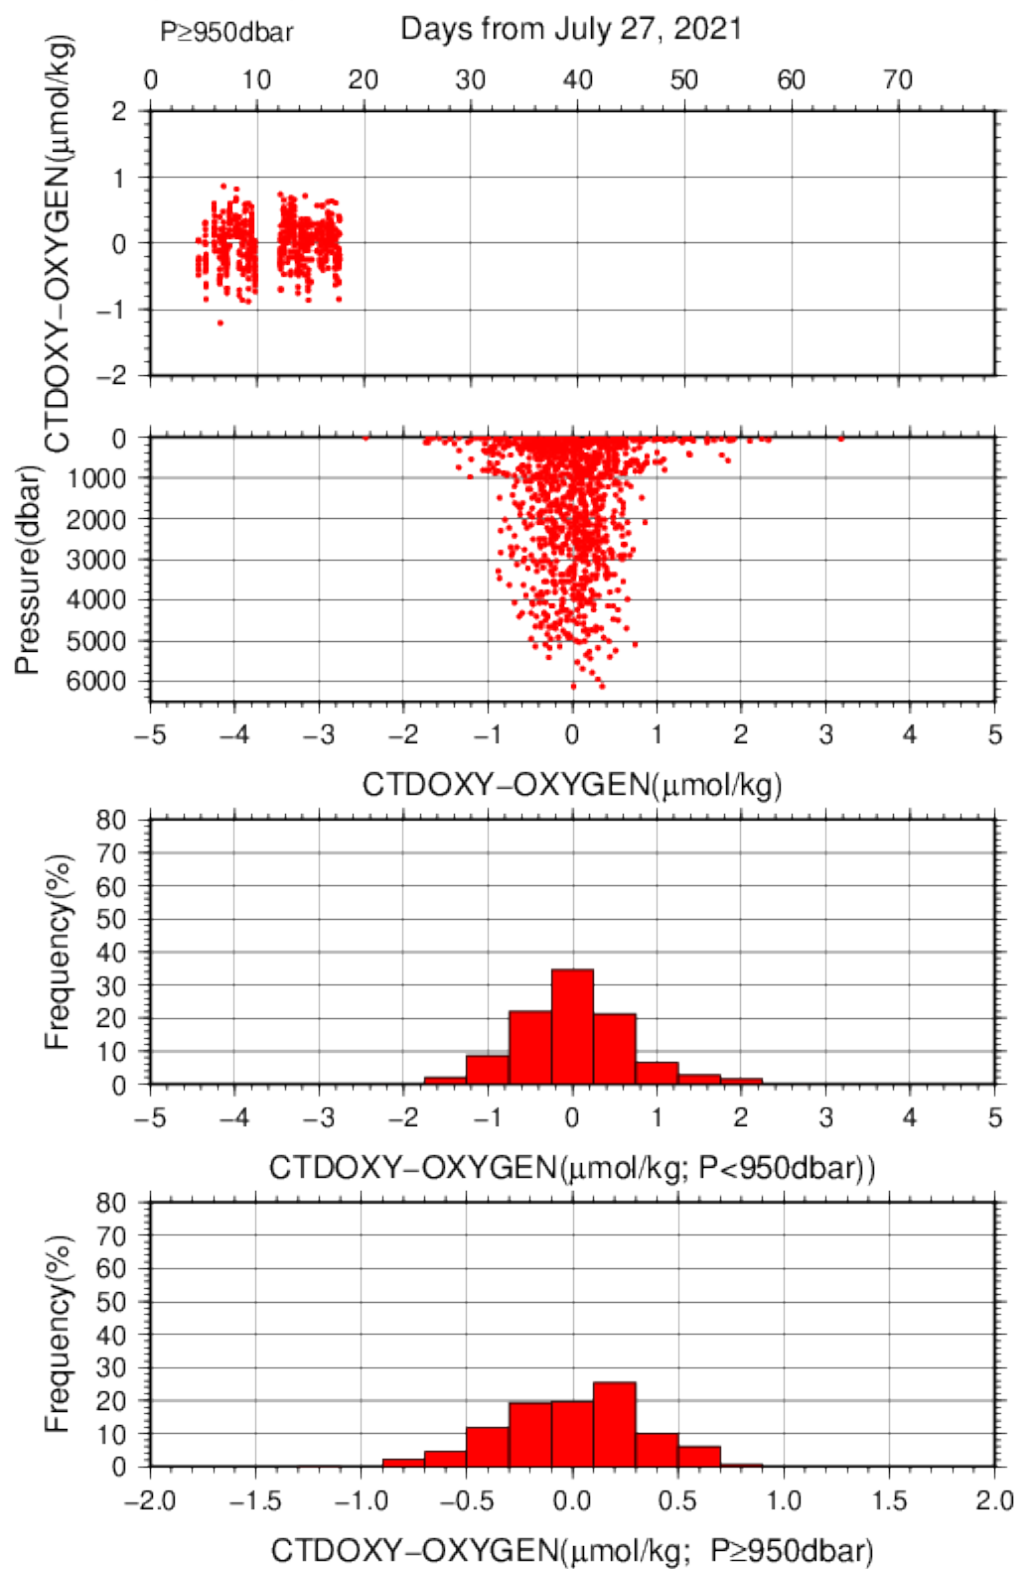 P≥950dbar
Days from July 27, 2021
0 10 20 30 40 50 60 70
CTDOXY−OXYGEN(μmol/kg)
2
1
0
−1
−2
Pressure(dbar)
0
1000
2000
3000
4000
5000
6000
−5 −4 −3 −2 −1 0 1 2 3 4 5
CTDOXY−OXYGEN(μmol/kg)
Frequency(%)
80
70
60
50
40
30
20
10
0
−5 −4 −3 −2 −1 0 1 2 3 4 5
CTDOXY−OXYGEN(μmol/kg; P<950dbar))
Frequency(%)
80
70
60
50
40
30
20
10
0
−2.0 −1.5 −1.0 −0.5 0.0 0.5 1.0 1.5 2.0
CTDOXY−OXYGEN(μmol/kg; P≥950dbar)